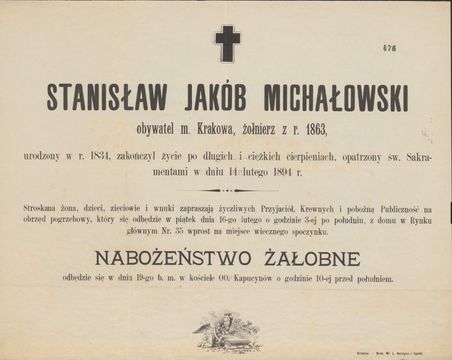 476
STANISŁAW JAKÓB MICHAŁOWSKI
obywatel m. Krakowa, żołnierz z r. 1863,
urodzony w r. 1834, zakończył życie po długich i ciężkich cierpieniach, opatrzony św. Sakra-
mentami w dniu 14 lutego 1894 r.
Stroskana żona, dzieci, zięciowie i wnuki zapraszają życzliwych Przyjaciół, Krewnych i pobożną Publiczność na
obrzęd pogrzebowy, który się odbędzie w piątek dnia 16-go lutego o godzinie 3-ej po południu, z domu w Rynku
głównym Nr. 35 wprost na miejsce wiecznego spoczynku.
NABOŻEŃSTWO ŻAŁOBNE
odbędzie się w dniu 19-go b. m. w kościele OO. Kapucynów o godzinie 10-ej przed południem.